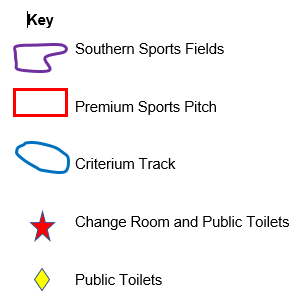 Key
Southern Sports Fields
Premium Sports Pitch
Criterium Track
Change Room and Public Toilets
Public Toilets